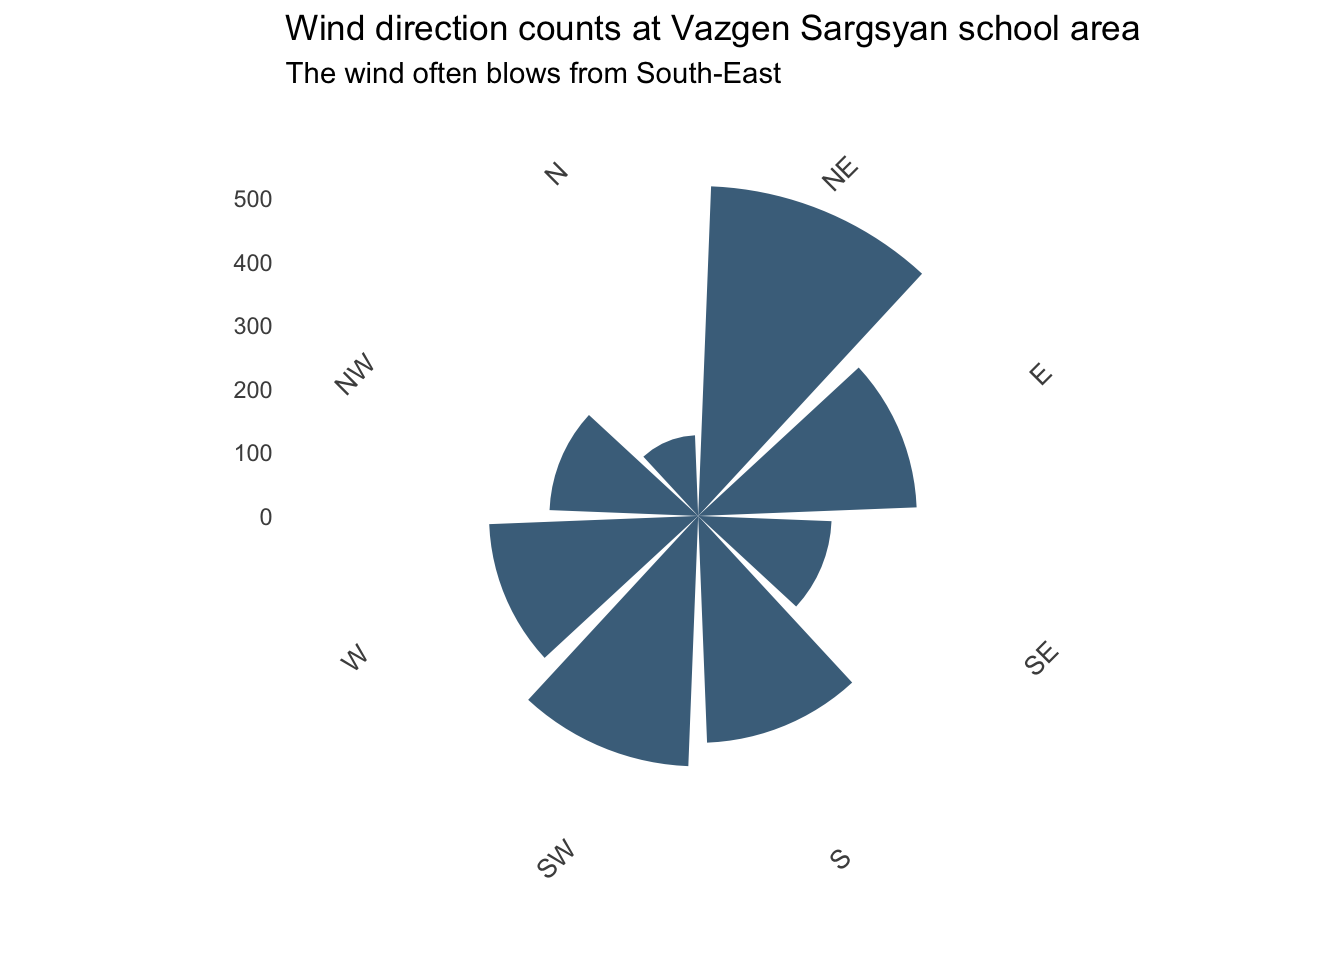 Wind direction counts at Vazgen Sargsyan school area
The wind often blows from South-East
N
NE
500
400
300
200
100
0
NW
E
W
SE
SW
S